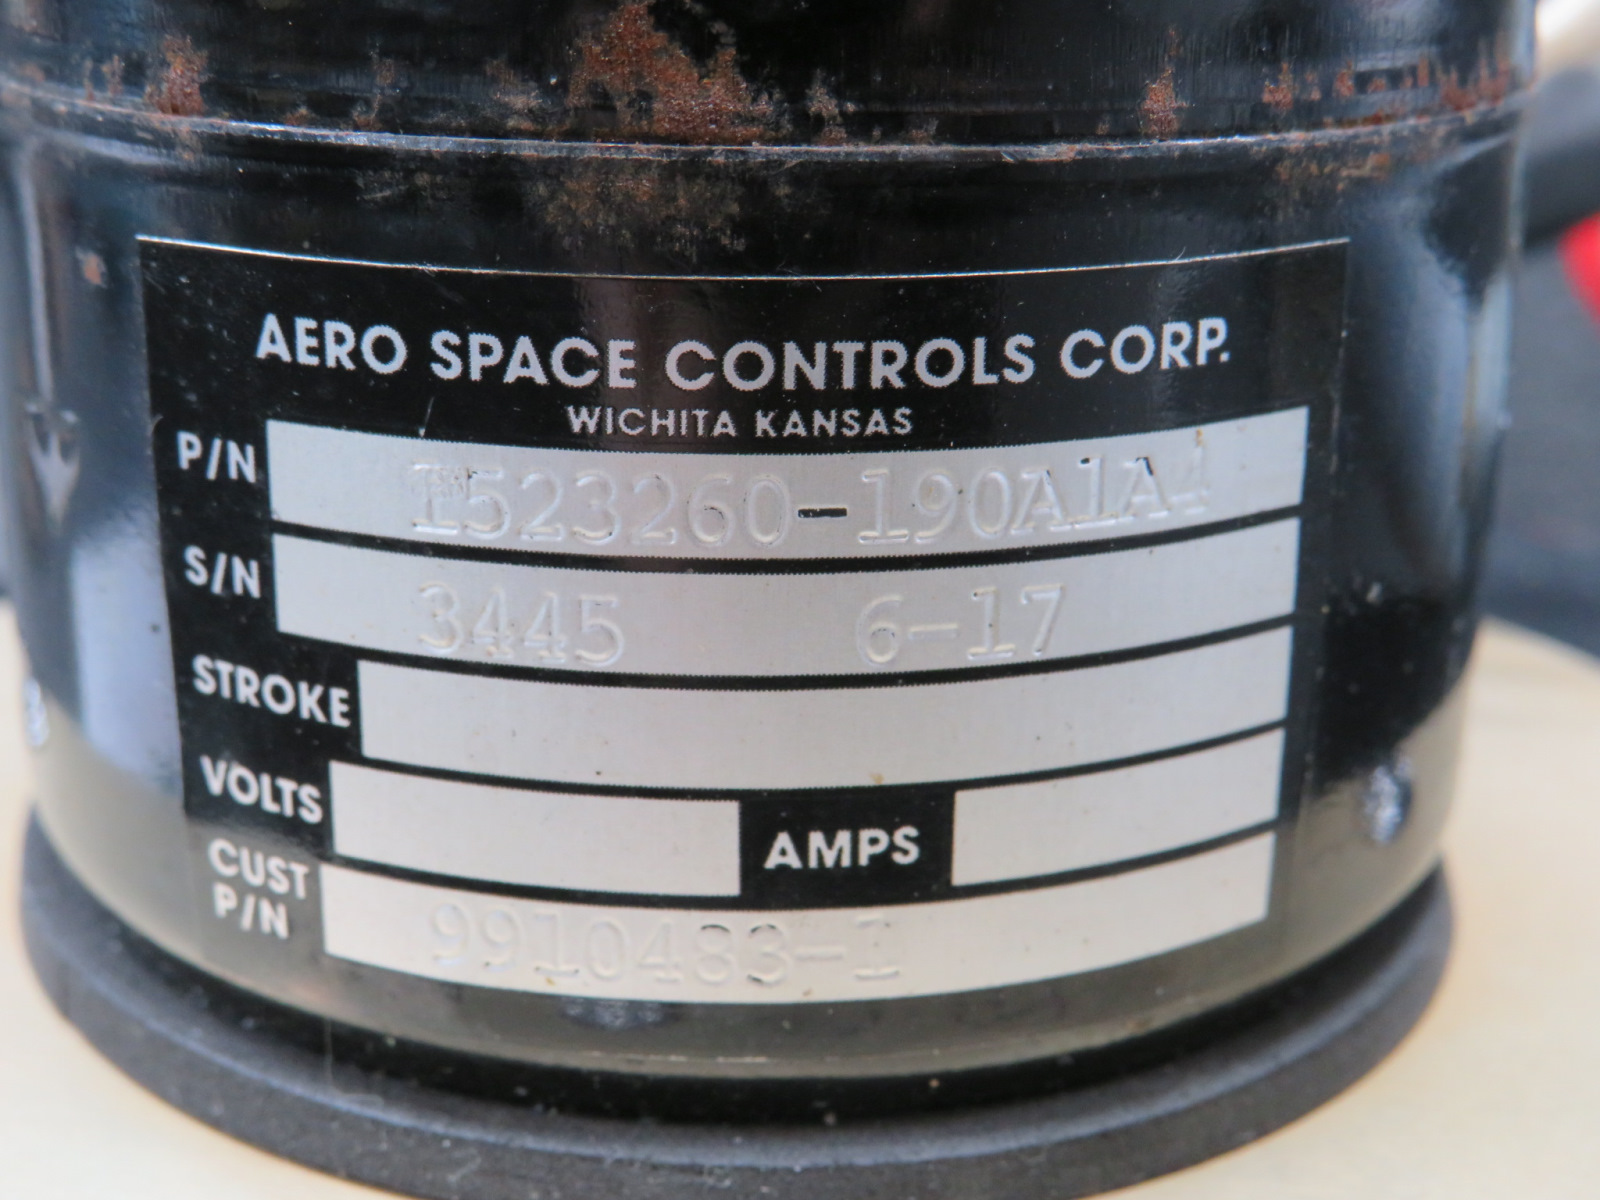 AERO SPACE CONTROLS CORP.
WICHITA KANSAS
P/N 1523260-190A1A4
S/N 3445 6-17
STROKE
VOLTS AMPS
CUST P/N 9910483-1